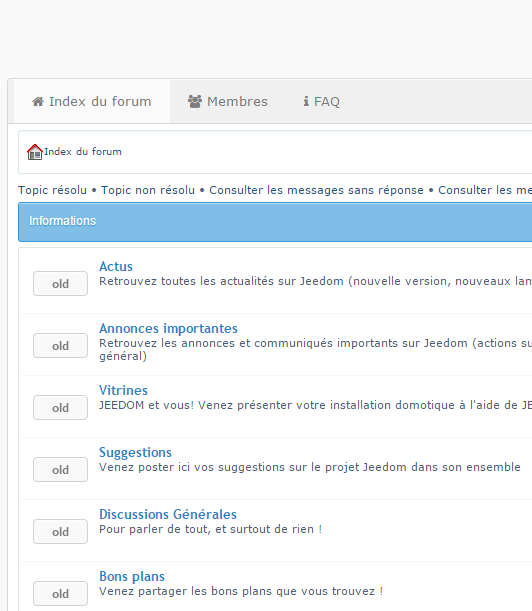 Index du forum Membres FAQ
Index du forum
Topic résolu • Topic non résolu • Consulter les messages sans réponse • Consulter les
Informations
Actus
old
Retrouvez toutes les actualités sur Jeedom (nouvelle version, nouveaux
Annonces importantes
old
Retrouvez les annonces et communiqués importants sur Jeedom (actions
général)
Vitrines
old
JEEDOM et vous! Venez présenter votre installation domotique à l'aide de
Suggestions
old
Venez poster ici vos suggestions sur le projet Jeedom dans son ensemble
Discussions Générales
old
Pour parler de tout, et surtout de rien !
Bons plans
old
Venez partager les bons plans que vous trouvez !